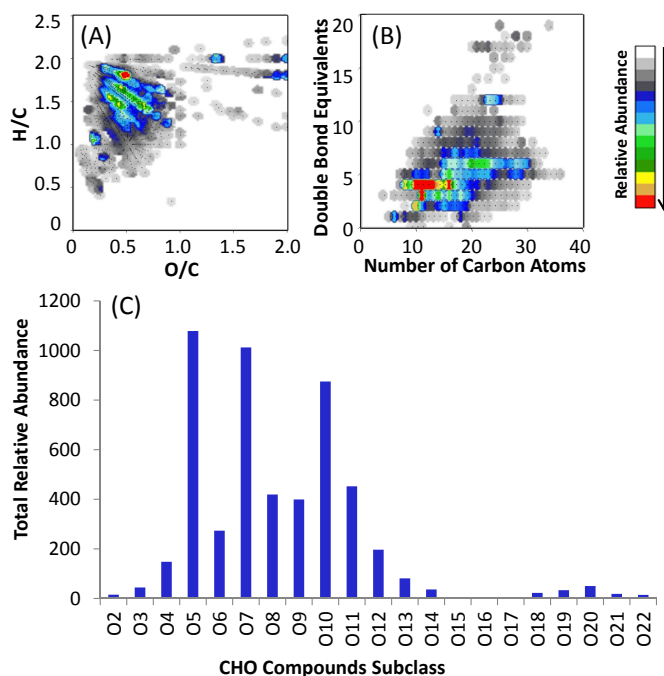 (A)
H/C
2.5
2.0
1.5
1.0
0.5
0
0
0.5
1.0
1.5
2.0
O/C
(B)
Double Bond Equivalents
20
15
10
5
0
0
10
20
30
40
Number of Carbon Atoms
Relative Abundance
(C)
Total Relative Abundance
1200
1000
800
600
400
200
0
O2 O3 O4 O5 O6 O7 O8 O9 O10 O11 O12 O13 O14 O15 O16 O17 O18 O19 O20 O21 O22
CHO Compounds Subclass